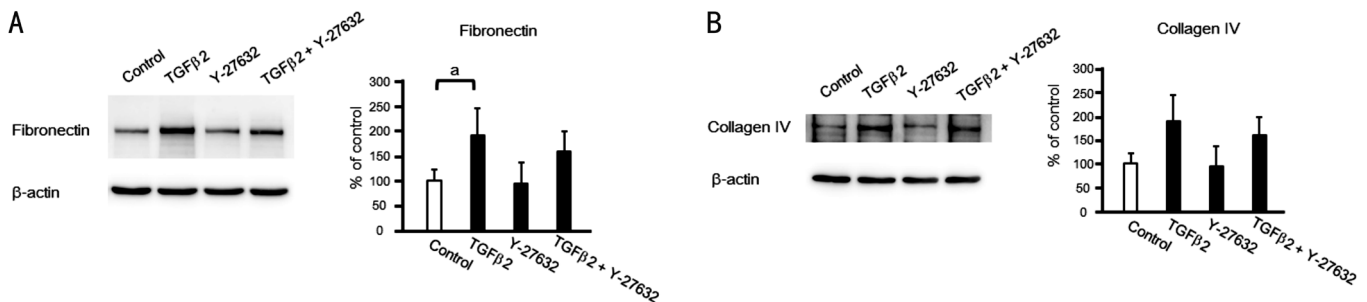 A
Control
TGFβ2
Y-27632
TGFβ2 + Y-27632
Fibronectin
β-actin
Fibronectin
% of control
300
250
200
150
100
50
0
a
Control
TGFβ2
Y-27632
TGFβ2 + Y-27632
B
Control
TGFβ2
Y-27632
TGFβ2 + Y-27632
Collagen IV
β-actin
Collagen IV
% of control
300
250
200
150
100
50
0
Control
TGFβ2
Y-27632
TGFβ2 + Y-27632